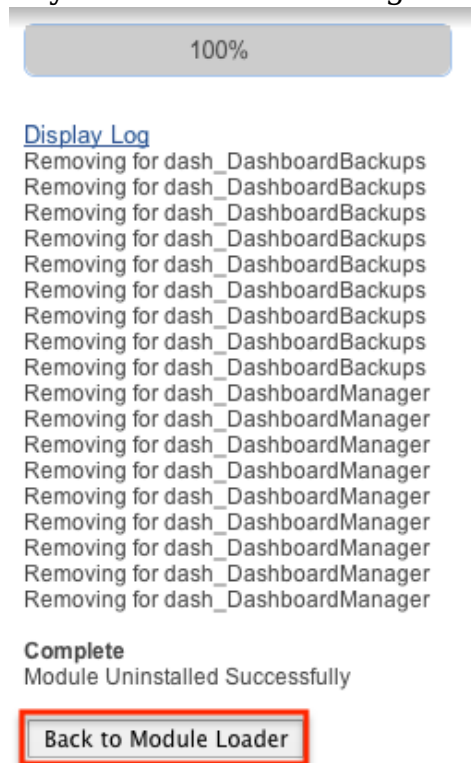 100%
Display Log
Removing for dash_DashboardBackups
Removing for dash_DashboardBackups
Removing for dash_DashboardBackups
Removing for dash_DashboardBackups
Removing for dash_DashboardBackups
Removing for dash_DashboardBackups
Removing for dash_DashboardBackups
Removing for dash_DashboardBackups
Removing for dash_DashboardBackups
Removing for dash_DashboardManager
Removing for dash_DashboardManager
Removing for dash_DashboardManager
Removing for dash_DashboardManager
Removing for dash_DashboardManager
Removing for dash_DashboardManager
Removing for dash_DashboardManager
Removing for dash_DashboardManager
Removing for dash_DashboardManager
Complete
Module Uninstalled Successfully
Back to Module Loader